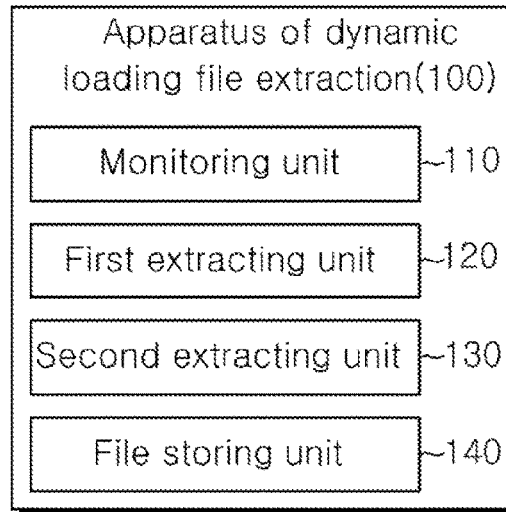 Apparatus of dynamic
loading file extraction(100)
Monitoring unit ~110
First extracting unit ~120
Second extracting unit ~130
File storing unit ~140